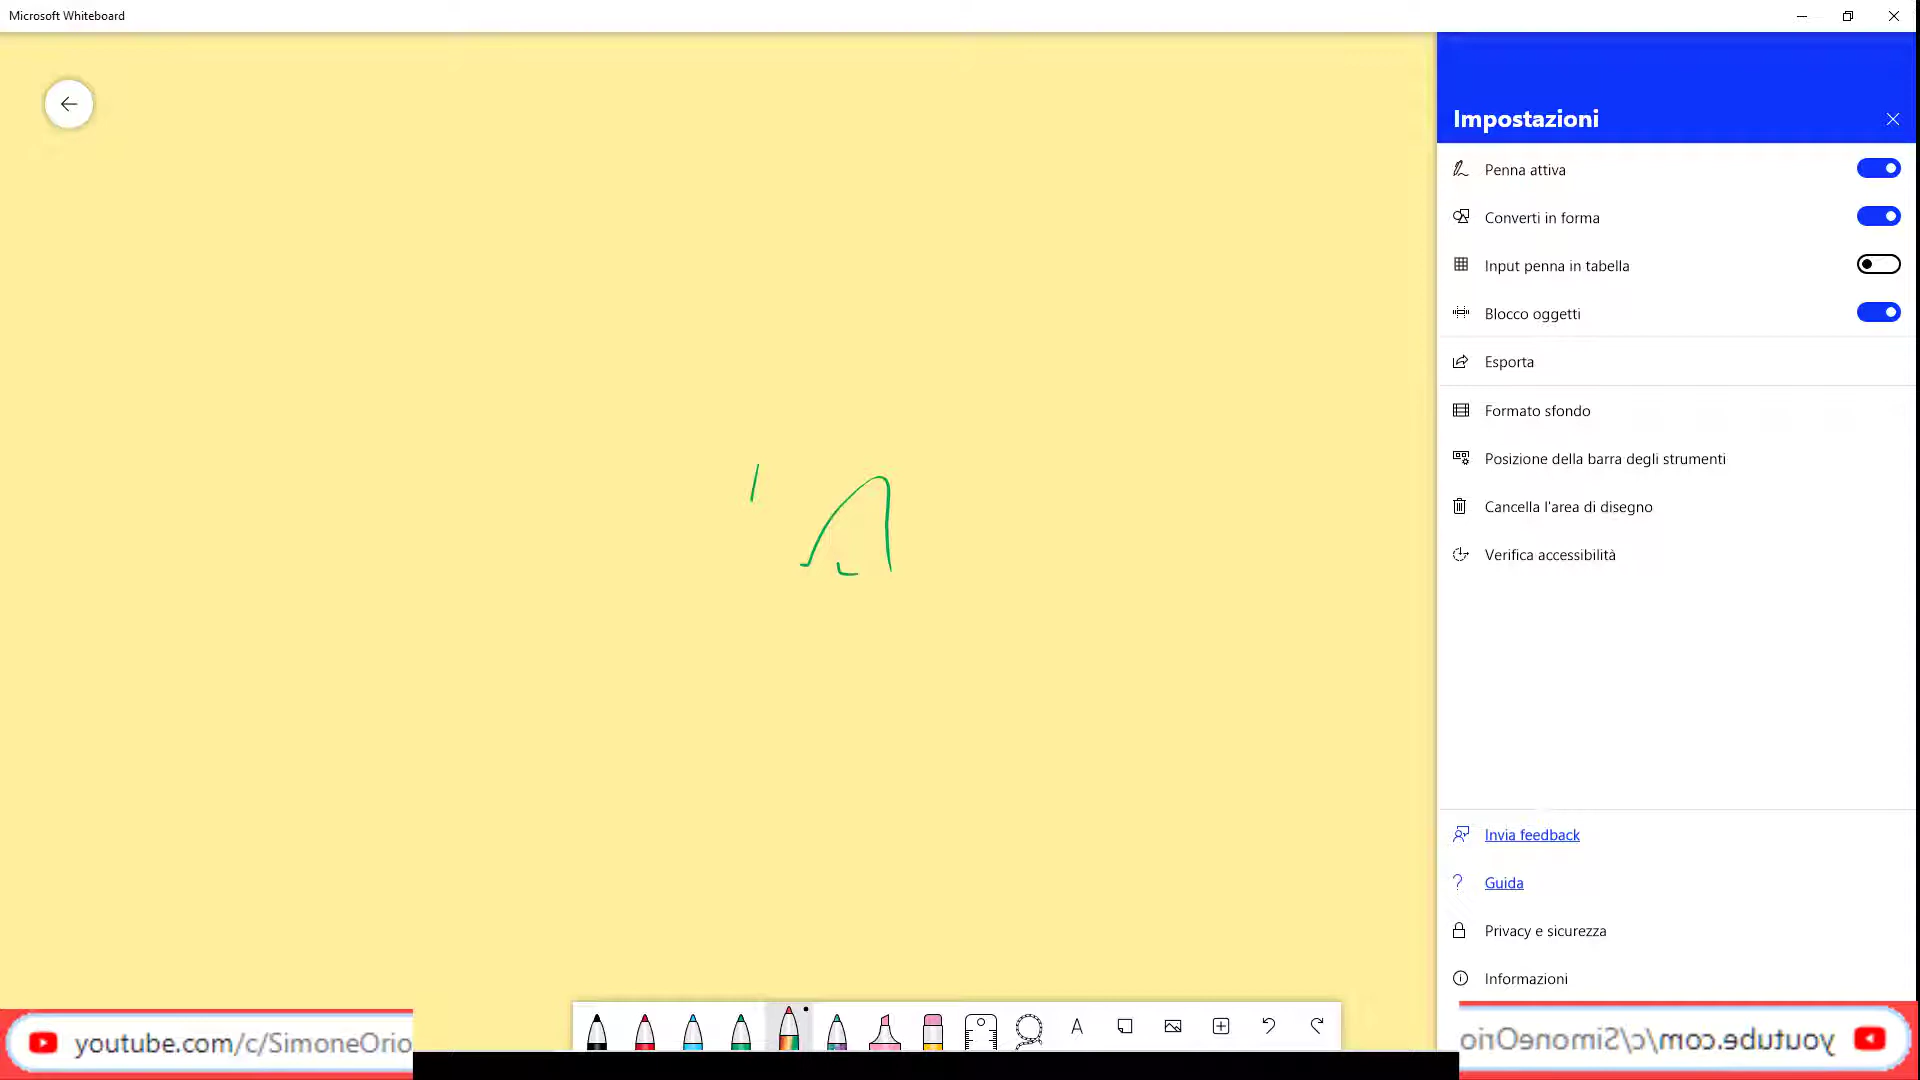 Microsoft Whiteboard
Impostazioni
Penna attiva
Converti in forma
Input penna in tabella
Blocco oggetti
Esporta
Formato sfondo
Posizione della barra degli strumenti
Cancella l'area di disegno
Verifica accessibilità
Invia feedback
Guida
Privacy e sicurezza
Informazioni
A
youtube.com/c/SimoneOrio
youtube.com/c/SimoneOrio